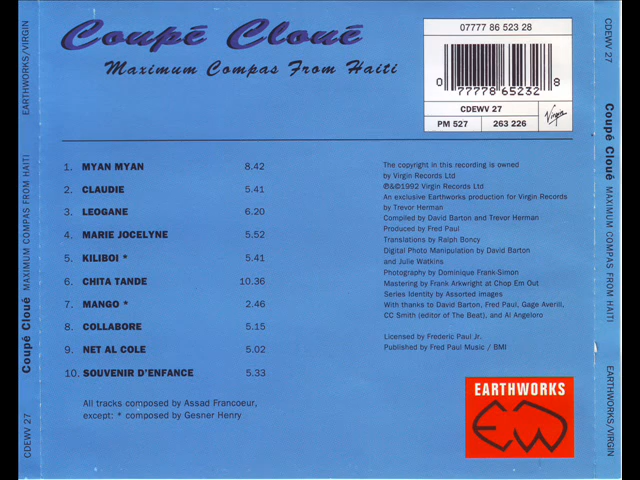 Coupé Cloué
Maximum Compas From Haiti
07777 86 523 28
0 77778 65232 8
CDEWV 27
PM 527
263 226
Virgin
1. MYAN MYAN 8.42
2. CLAUDIE 5.41
3. LEOGANE 6.20
4. MARIE JOCELYNE 5.52
5. KILIBOI * 5.41
6. CHITA TANDE 10.36
7. MANGO * 2.46
8. COLLABORE 5.15
9. NET AL COLE 5.02
10. SOUVENIR D'ENFANCE 5.33
All tracks composed by Assad Francoeur,
except: * composed by Gesner Henry
The copyright in this recording is owned
by Virgin Records Ltd
℗&©1992 Virgin Records Ltd
An exclusive Earthworks production for Virgin Records
by Trevor Herman
Compiled by David Barton and Trevor Herman
Produced by Fred Paul
Translations by Ralph Boncy
Digital Photo Manipulation by David Barton
and Julie Watkins
Photography by Dominique Frank-Simon
Mastering by Frank Arkwright at Chop Em Out
Series Identity by Assorted images
With thanks to David Barton, Fred Paul, Gage Averill,
CC Smith (editor of The Beat), and Al Angeloro
Licensed by Frederic Paul Jr.
Published by Fred Paul Music / BMI
EARTHWORKS
EW
CDEWV 27 Coupé Cloué MAXIMUM COMPAS FROM HAITI EARTHWORKS/VIRGIN
CDEWV 27 Coupé Cloué MAXIMUM COMPAS FROM HAITI EARTHWORKS/VIRGIN